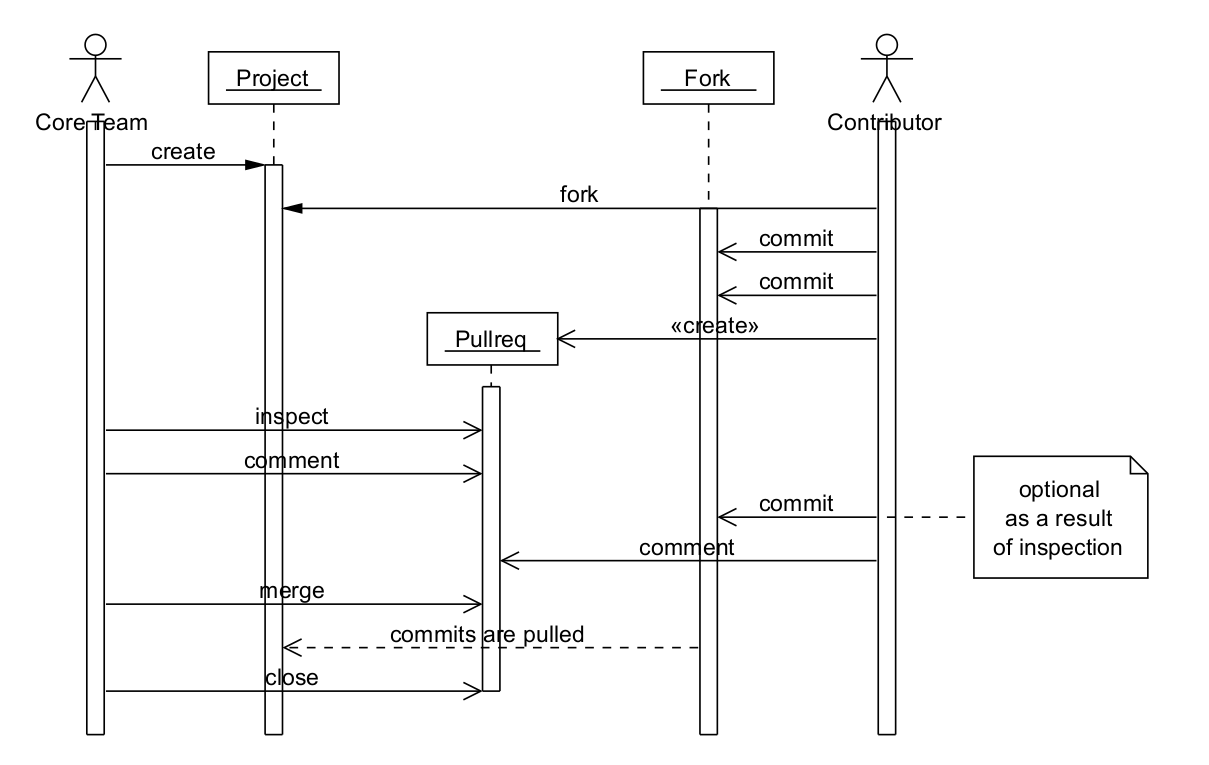 Project
Fork
Core Team
Contributor
create
fork
commit
commit
«create»
Pullreq
inspect
comment
optional
as a result
of inspection
commit
comment
merge
commits are pulled
close